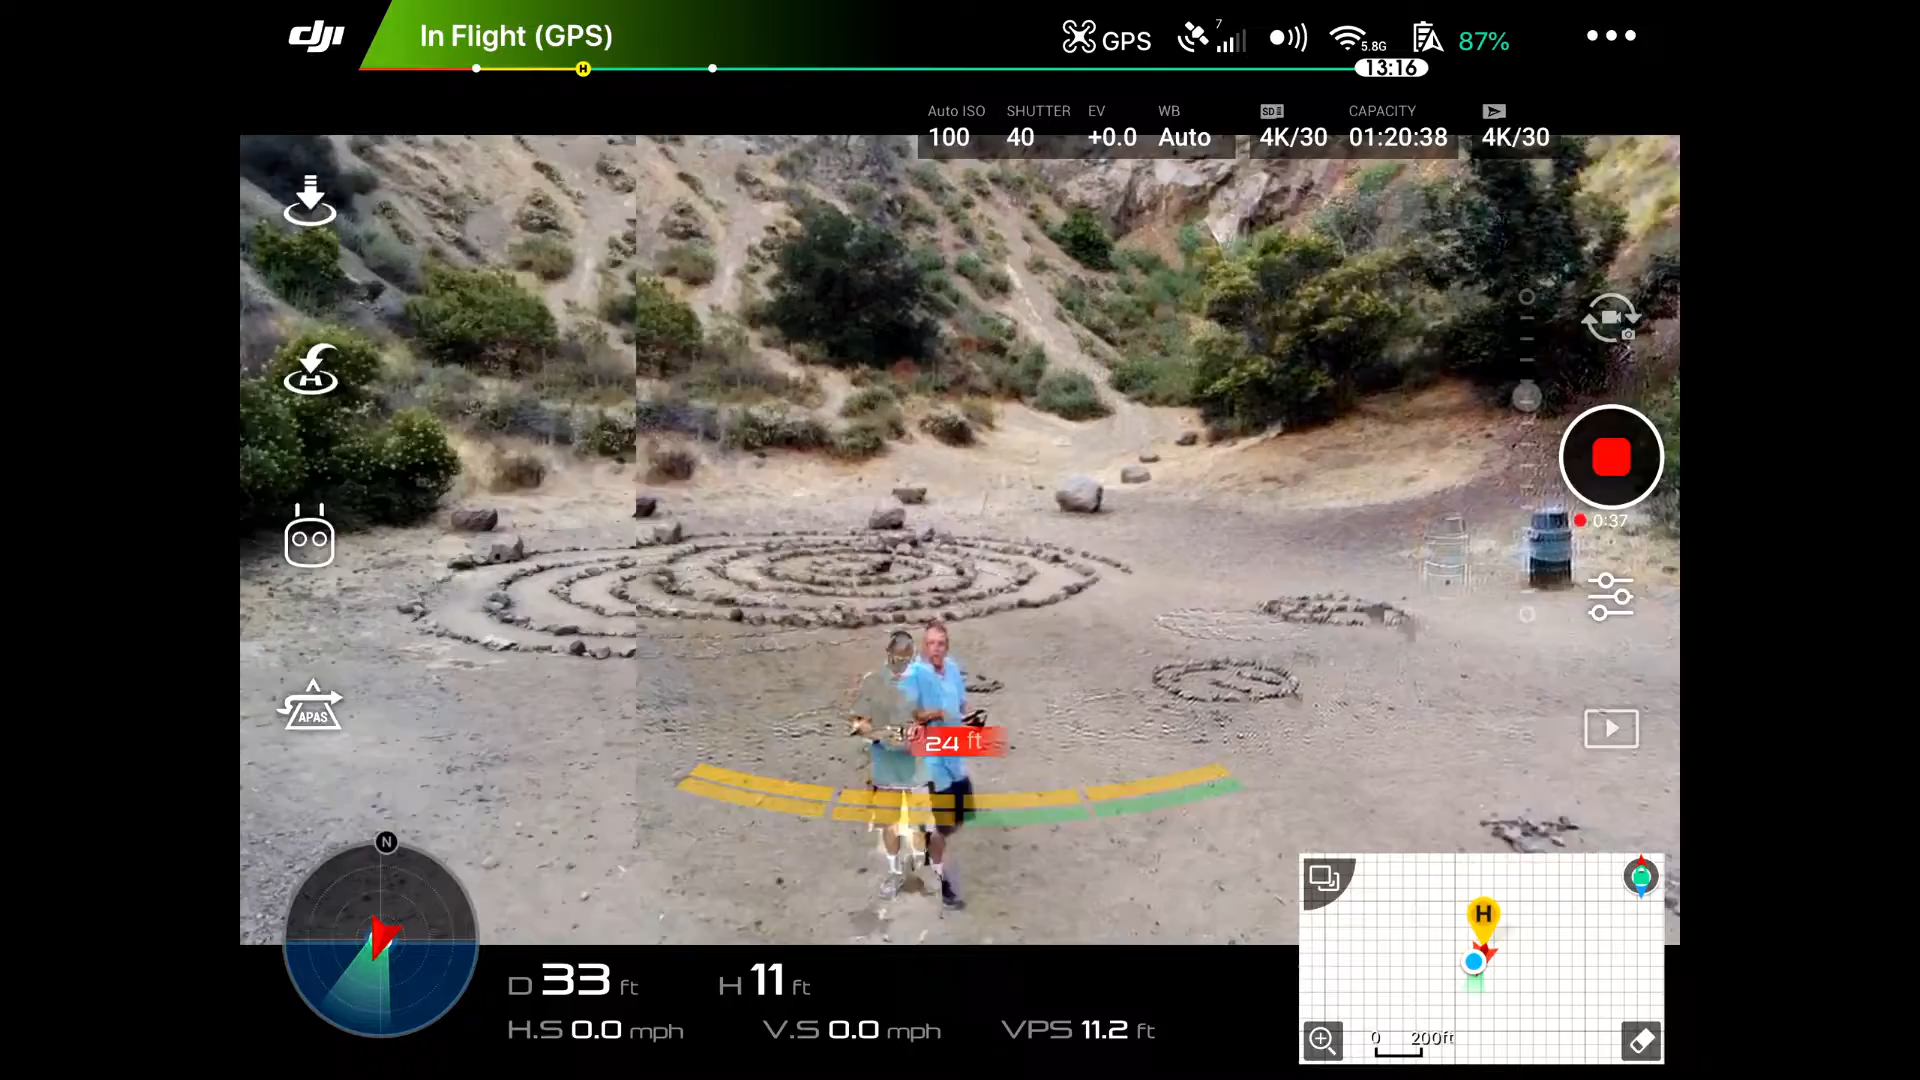 dji In Flight (GPS) GPS 7 5.8G 87%
H 13:16
Auto ISO SHUTTER EV WB SD CAPACITY
100 40 +0.0 Auto 4K/30 01:20:38 4K/30
H
0:37
APAS
24 ft
N
H
D 33 ft H 11 ft
H.S 0.0 mph V.S 0.0 mph VPS 11.2 ft
0 200ft